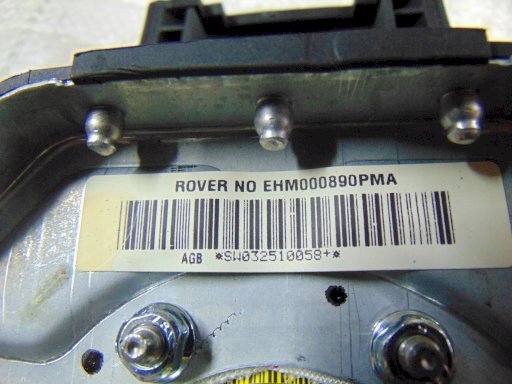 ROVER NO EHM000890PMA
AGB *SW032510058+*